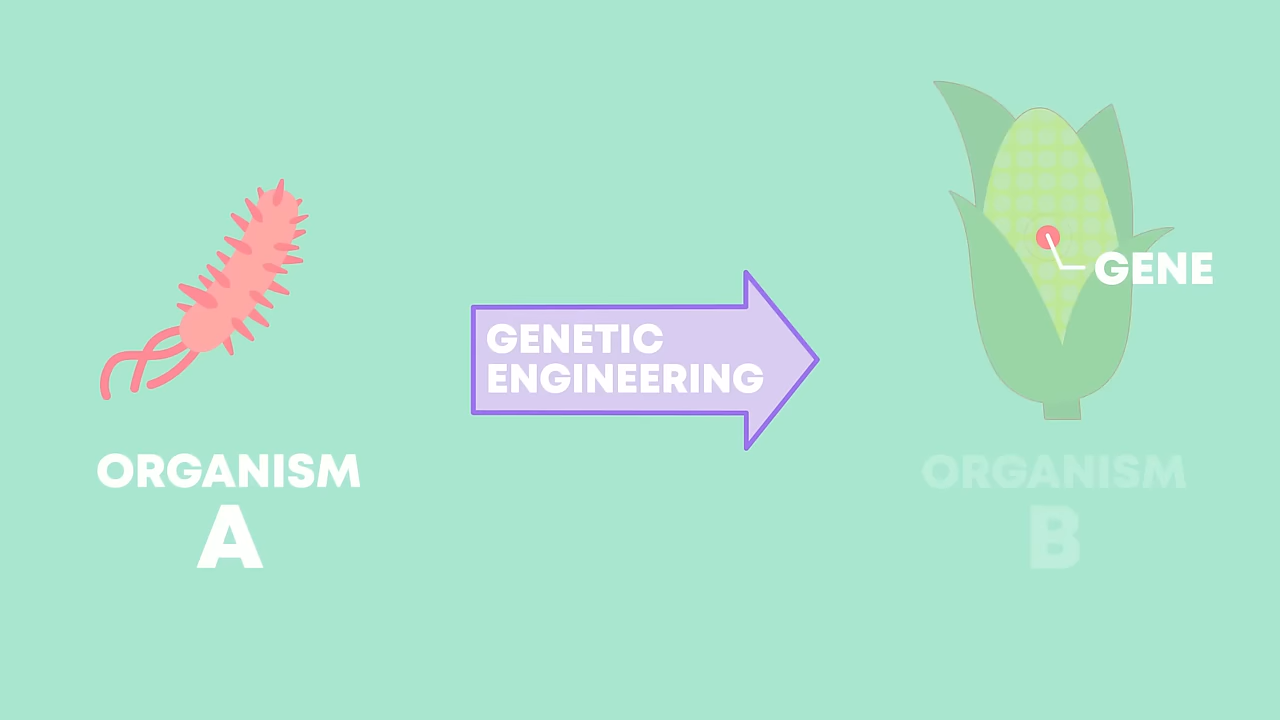 GENE
GENETIC
ENGINEERING
ORGANISM
A
ORGANISM
B